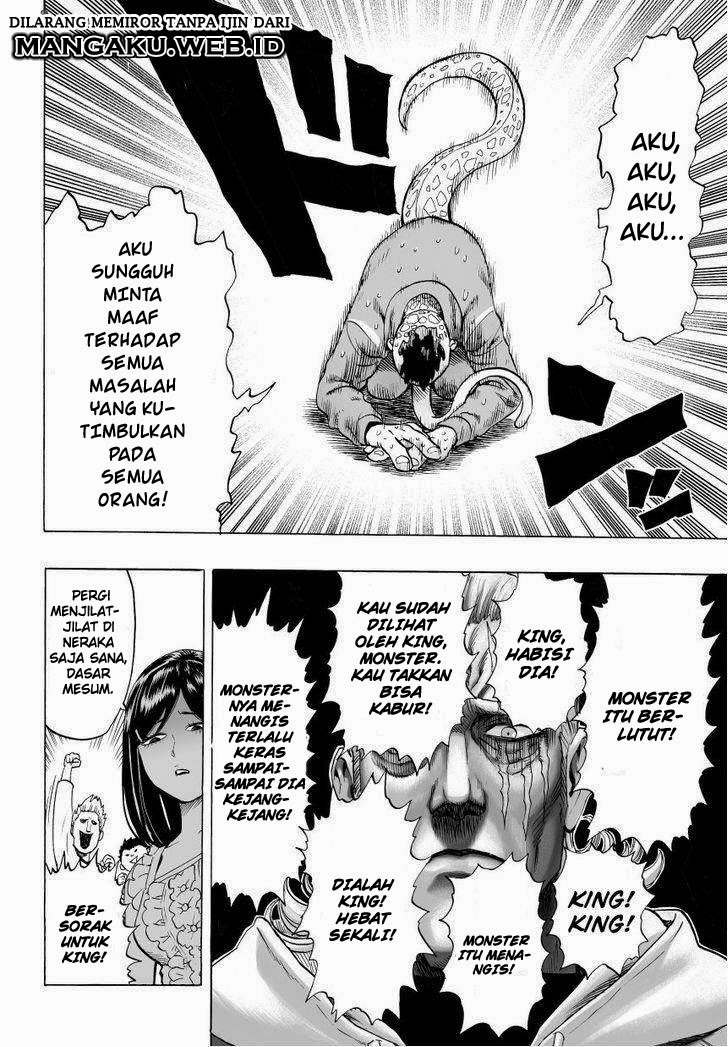 DILARANG MEMIROR TANPA IJIN DARI
MANGAKU.WEB.ID
AKU,
AKU,
AKU,
AKU...
AKU
SUNGGUH
MINTA
MAAF
TERHADAP
SEMUA
MASALAH
YANG KU-
TIMBULKAN
PADA
SEMUA
ORANG!
MONSTER
ITU BER-
LUTUT!
KING,
HABISI
DIA!
KAU SUDAH
DILIHAT
OLEH KING,
MONSTER.
KAU TAKKAN
BISA
KABUR!
MONSTER-
NYA ME-
NANGIS
TERLALU
KERAS
SAMPAI-
SAMPAI DIA
KEJANG-
KEJANG!
KING!
KING!
MONSTER
ITU MENA-
NGIS!
DIALAH
KING!
HEBAT
SEKALI!
PERGI
MENJILAT-
JILAT DI
NERAKA
SAJA SANA,
DASAR
MESUM.
BER-
SORAK
UNTUK
KING!